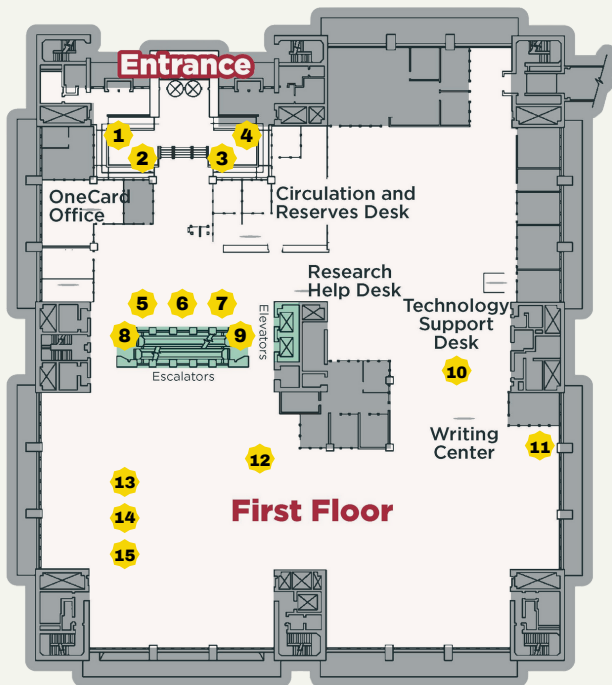 Entrance
1
4
2
3
OneCard
Office
Circulation and
Reserves Desk
Research
Help Desk
5
6
7
8
9
Elevators
Escalators
Technology
Support
Desk
10
Writing
Center
11
12
13
First Floor
14
15